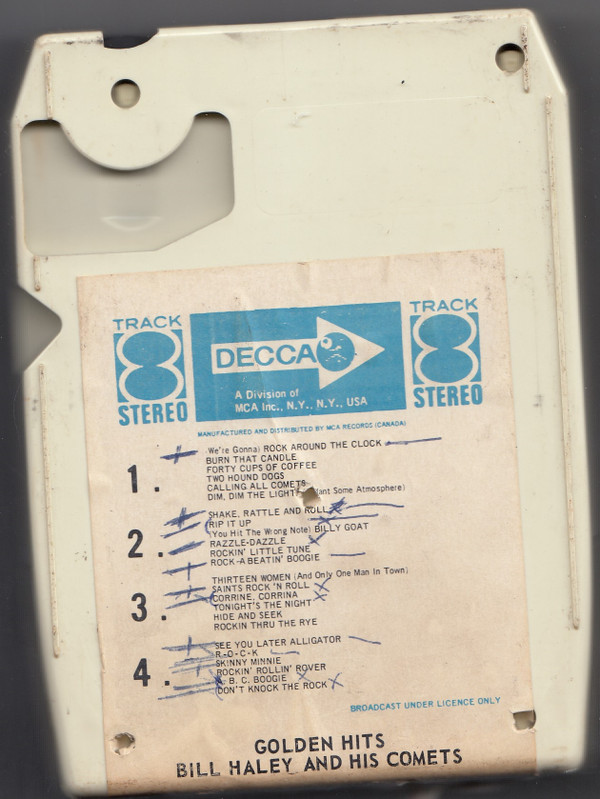 TRACK
8
STEREO
DECCA
A Division of
MCA Inc., N.Y., N.Y., USA
TRACK
8
STEREO
MANUFACTURED AND DISTRIBUTED BY MCA RECORDS (CANADA)
1.
We're Gonna) ROCK AROUND THE CLOCK
BURN THAT CANDLE
FORTY CUPS OF COFFEE
TWO HOUND DOGS
CALLING ALL COMETS
DIM, DIM THE LIGHTS Want Some Atmosphere)
2.
SHAKE, RATTLE AND ROLL
RIP IT UP
(You Hit The Wrong Note) BILLY GOAT
RAZZLE-DAZZLE
ROCKIN' LITTLE TUNE
ROCK-A BEATIN' BOOGIE
3.
THIRTEEN WOMEN (And Only One Man In Town)
SAINTS ROCK 'N ROLL
CORRINE, CORRINA
TONIGHT'S THE NIGHT
HIDE AND SEEK
ROCKIN THRU THE RYE
4.
SEE YOU LATER ALLIGATOR
R-O-C-K
SKINNY MINNIE
ROCKIN' ROLLIN' ROVER
B. C. BOOGIE
DON'T KNOCK THE ROCK
BROADCAST UNDER LICENCE ONLY
GOLDEN HITS
BILL HALEY AND HIS COMETS